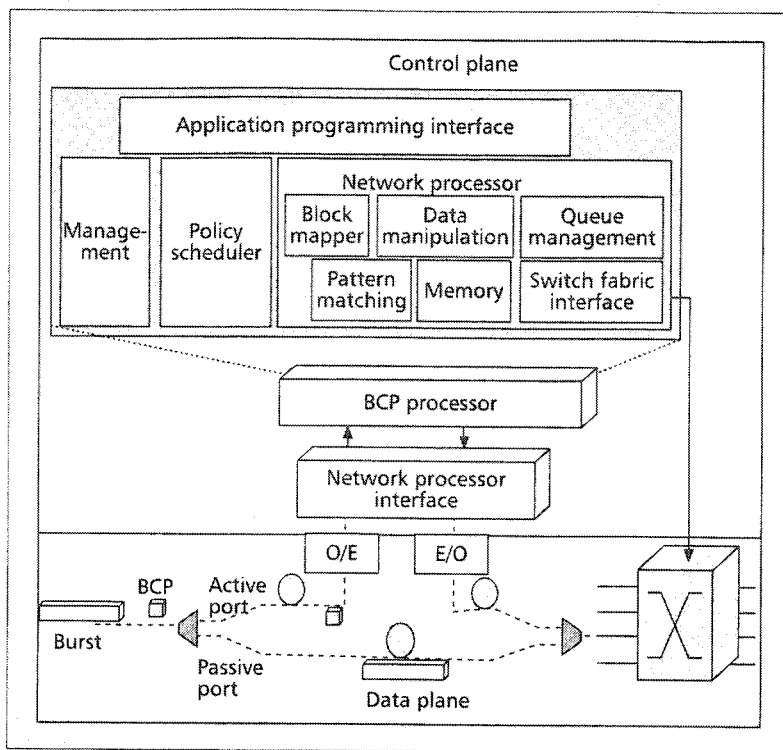 Control plane
Application programming interface
Manage-
ment
Policy
scheduler
Network processor
Block
mapper
Data
manipulation
Queue
management
Pattern
matching
Memory
Switch fabric
interface
BCP processor
Network processor
interface
O/E
E/O
BCP
Active
port
Burst
Passive
port
Data plane